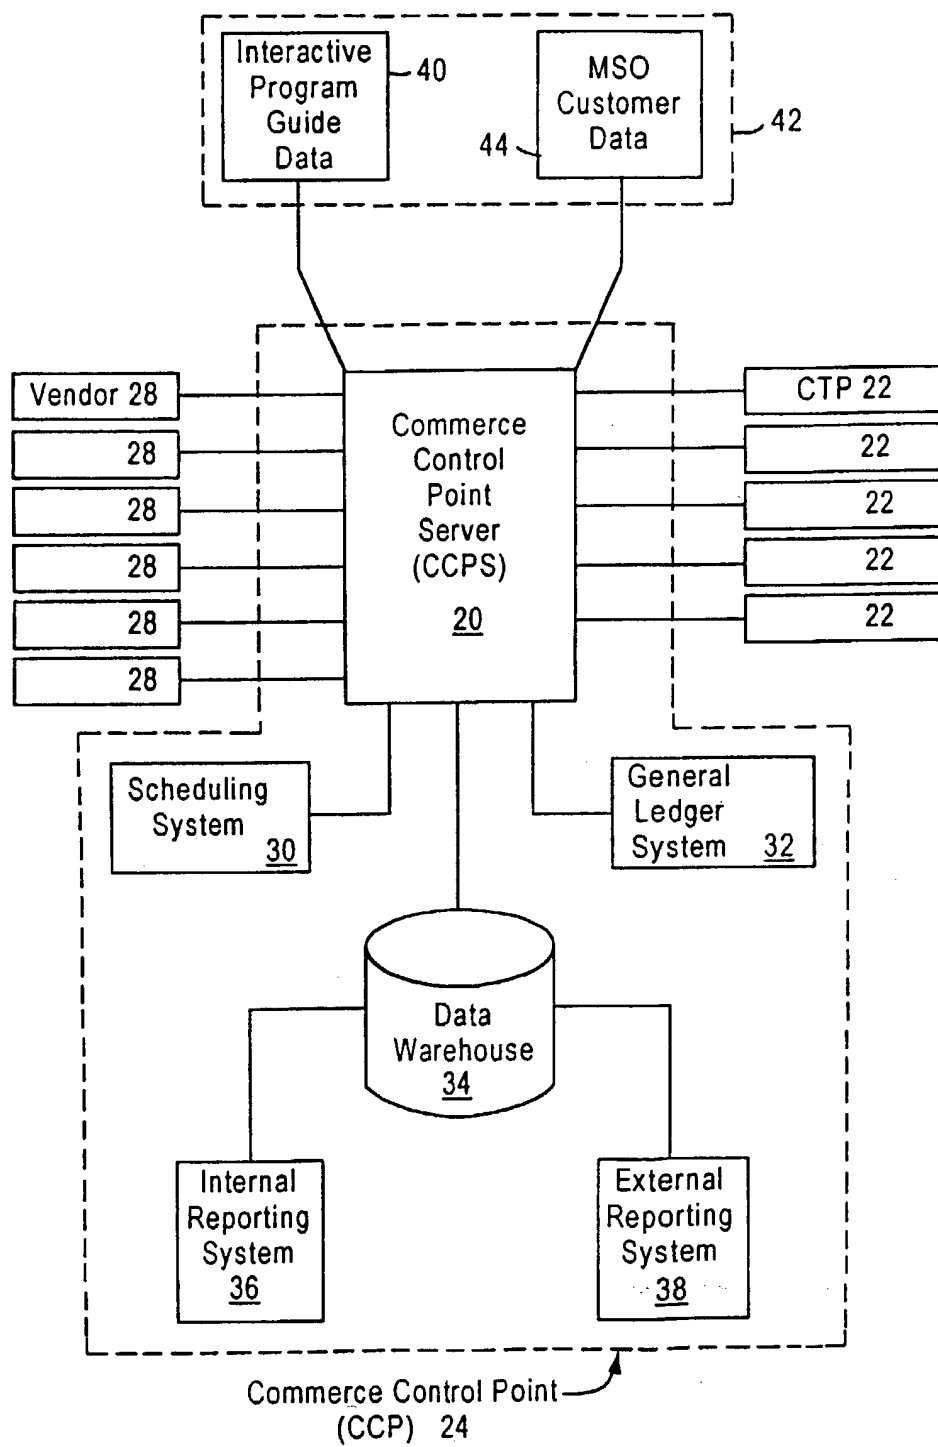 Interactive
Program
Guide
Data
40
MSO
Customer
Data
44
42
Vendor 28
28
28
28
28
28
Commerce
Control
Point
Server
(CCPS)
20
CTP 22
22
22
22
22
Scheduling
System
30
General
Ledger
System 32
Data
Warehouse
34
Internal
Reporting
System
36
External
Reporting
System
38
Commerce Control Point
(CCP) 24